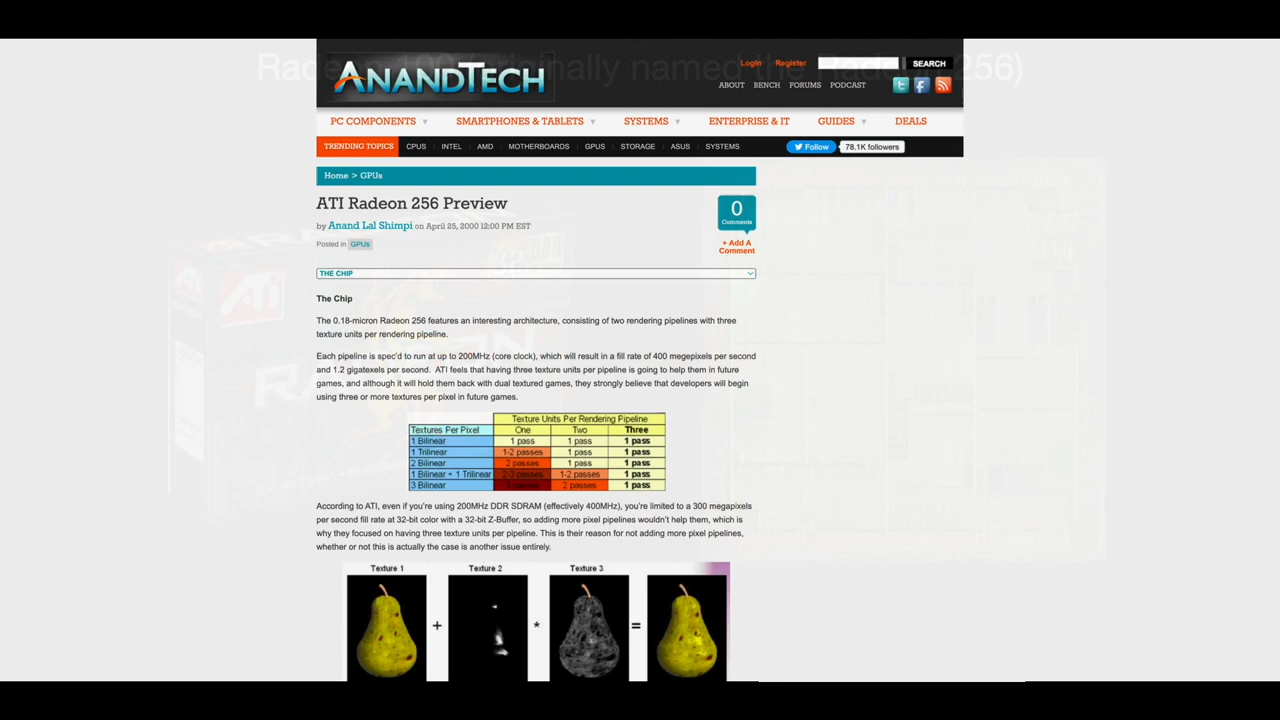 ANANDTECH
Login Register SEARCH
ABOUT BENCH FORUMS PODCAST
PC COMPONENTS SMARTPHONES & TABLETS SYSTEMS ENTERPRISE & IT GUIDES DEALS
TRENDING TOPICS CPUS INTEL AMD MOTHERBOARDS GPUS STORAGE ASUS SYSTEMS Follow 78.1K followers
Home > GPUs
ATI Radeon 256 Preview
by Anand Lal Shimpi on April 25, 2000 12:00 PM EST
Posted in GPUs
0
Comments
+ Add A
Comment
THE CHIP
The Chip
The 0.18-micron Radeon 256 features an interesting architecture, consisting of two rendering pipelines with three
texture units per rendering pipeline.
Each pipeline is spec'd to run at up to 200MHz (core clock), which will result in a fill rate of 400 megepixels per second
and 1.2 gigatexels per second. ATI feels that having three texture units per pipeline is going to help them in future
games, and although it will hold them back with dual textured games, they strongly believe that developers will begin
using three or more textures per pixel in future games.
Texture Units Per Rendering Pipeline
Textures Per Pixel One Two Three
1 Bilinear 1 pass 1 pass 1 pass
1 Trilinear 1-2 passes 1 pass 1 pass
2 Bilinear 2 passes 1 pass 1 pass
1 Bilinear + 1 Trilinear 2-3 passes 1-2 passes 1 pass
3 Bilinear passes 2 passes 1 pass
According to ATI, even if you're using 200MHz DDR SDRAM (effectively 400MHz), you're limited to a 300 megapixels
per second fill rate at 32-bit color with a 32-bit Z-Buffer, so adding more pixel pipelines wouldn't help them, which is
why they focused on having three texture units per pipeline. This is their reason for not adding more pixel pipelines,
whether or not this is actually the case is another issue entirely.
Texture 1 Texture 2 Texture 3
+ * =